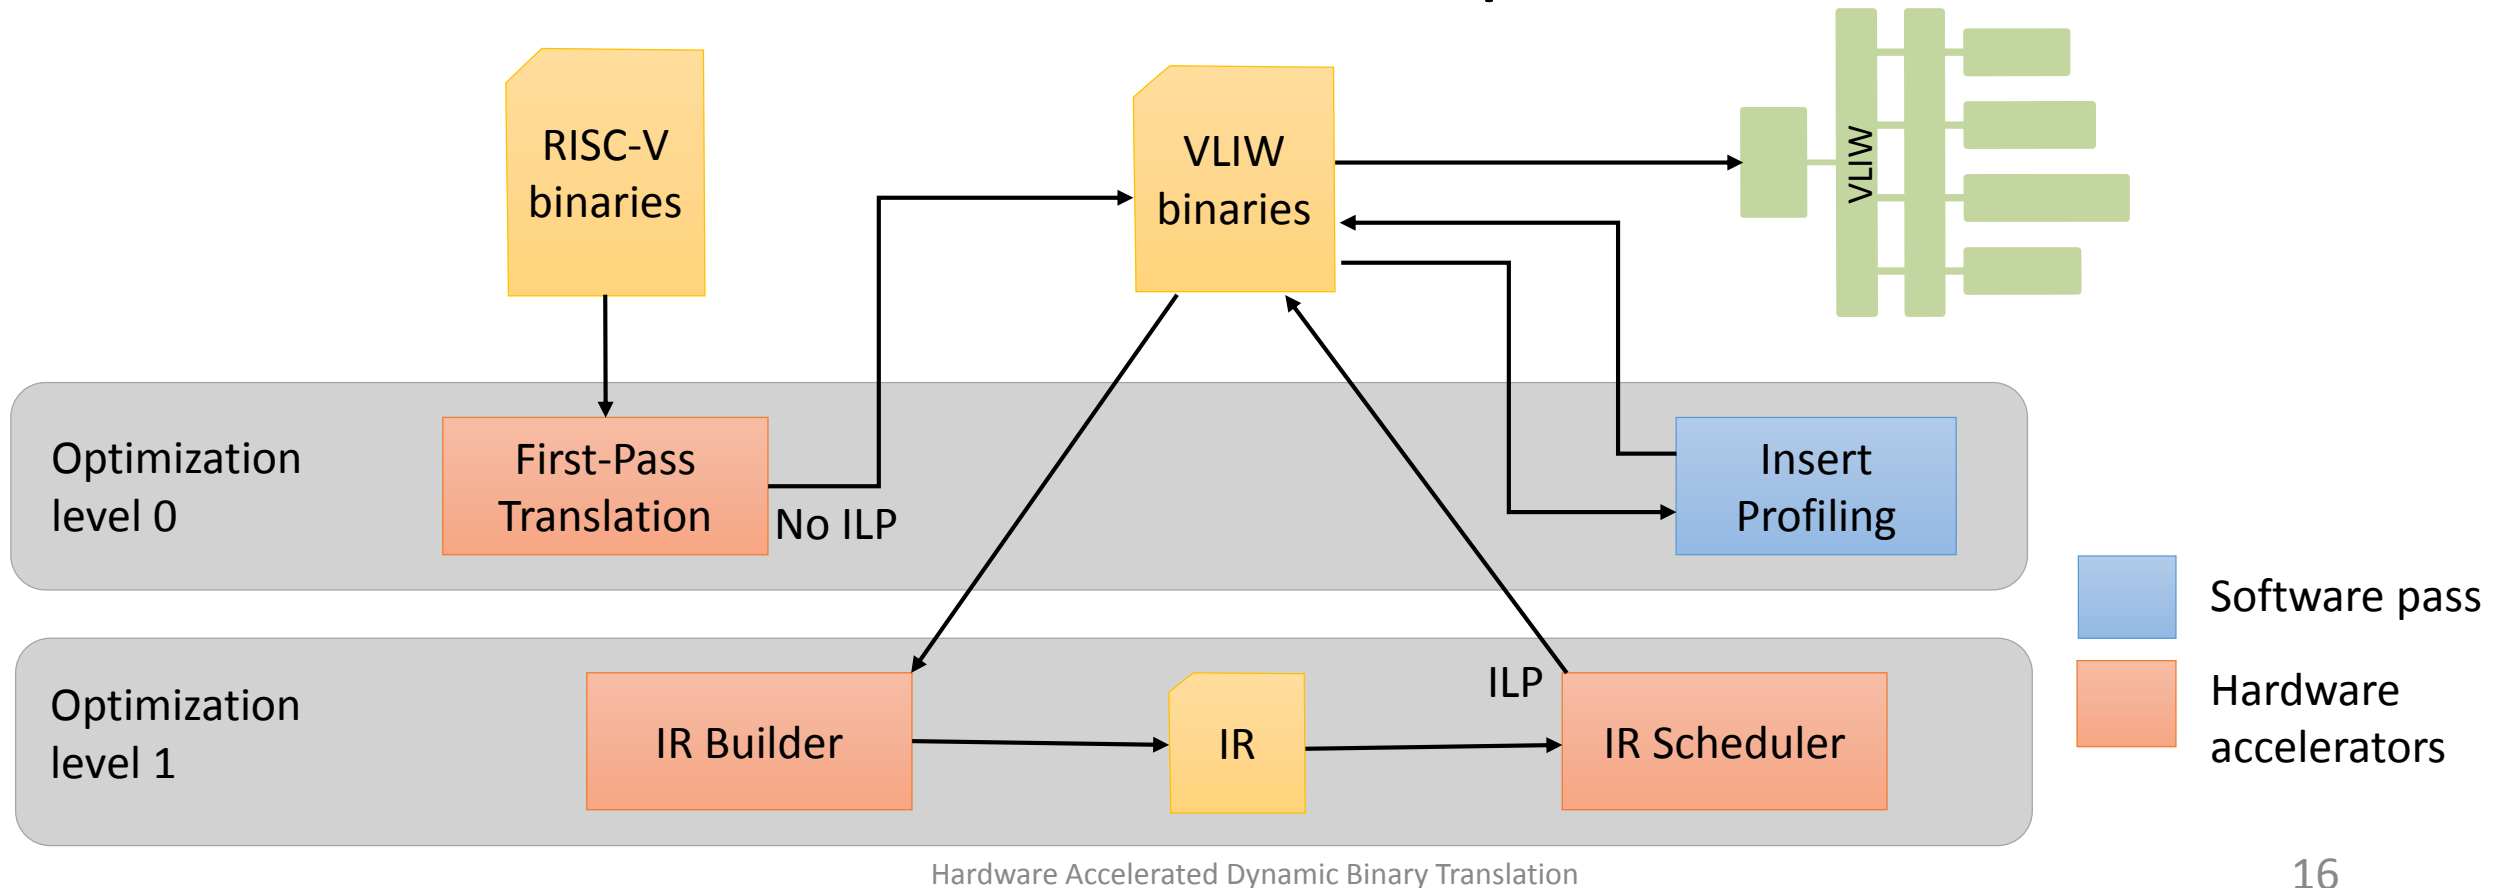 RISC-V
binaries
VLIW
binaries
VLIW
Optimization
level 0
First-Pass
Translation
No ILP
Insert
Profiling
Software pass
Hardware
accelerators
Optimization
level 1
IR Builder
IR
ILP
IR Scheduler
Hardware Accelerated Dynamic Binary Translation
16